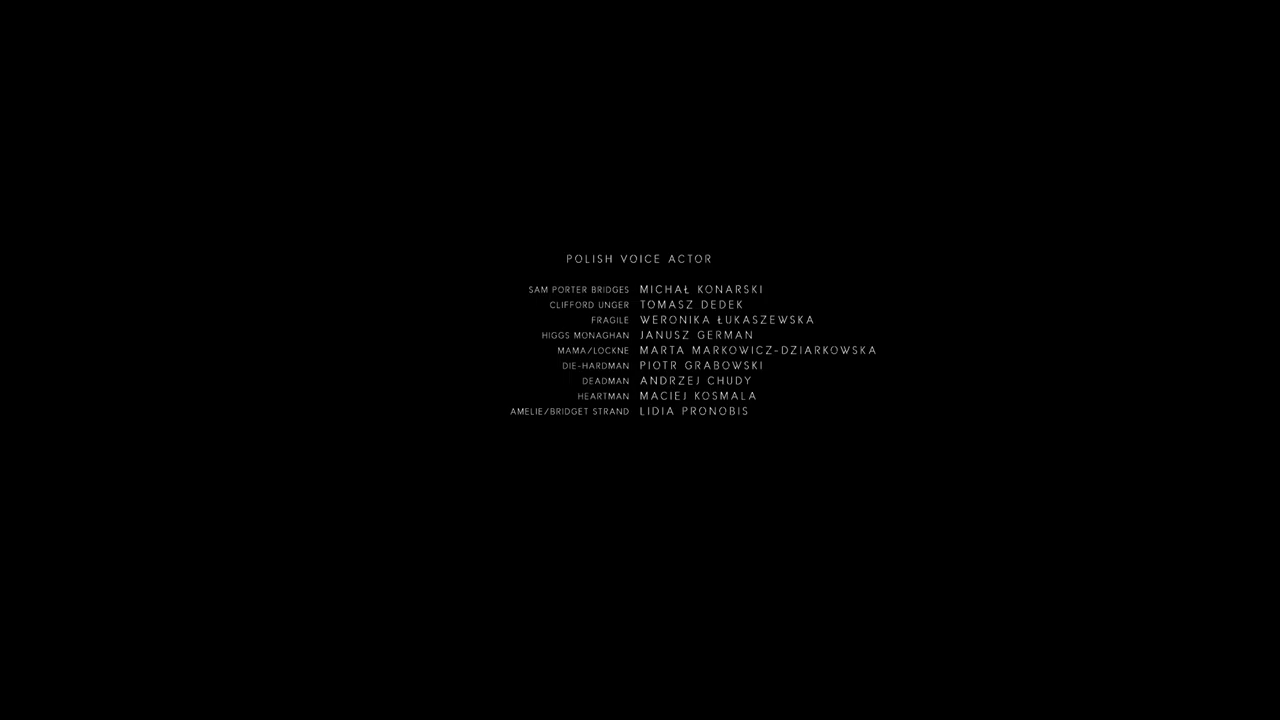 POLISH VOICE ACTOR
SAM PORTER BRIDGES MICHAŁ KONARSKI
CLIFFORD UNGER TOMASZ DEDEK
FRAGILE WERONIKA ŁUKASZEWSKA
HIGGS MONAGHAN JANUSZ GERMAN
MAMA/LOCKNE MARTA MARKOWICZ-DZIARKOWSKA
DIE-HARDMAN PIOTR GRABOWSKI
DEADMAN ANDRZEJ CHUDY
HEARTMAN MACIEJ KOSMALA
AMELIE/BRIDGET STRAND LIDIA PRONOBIS